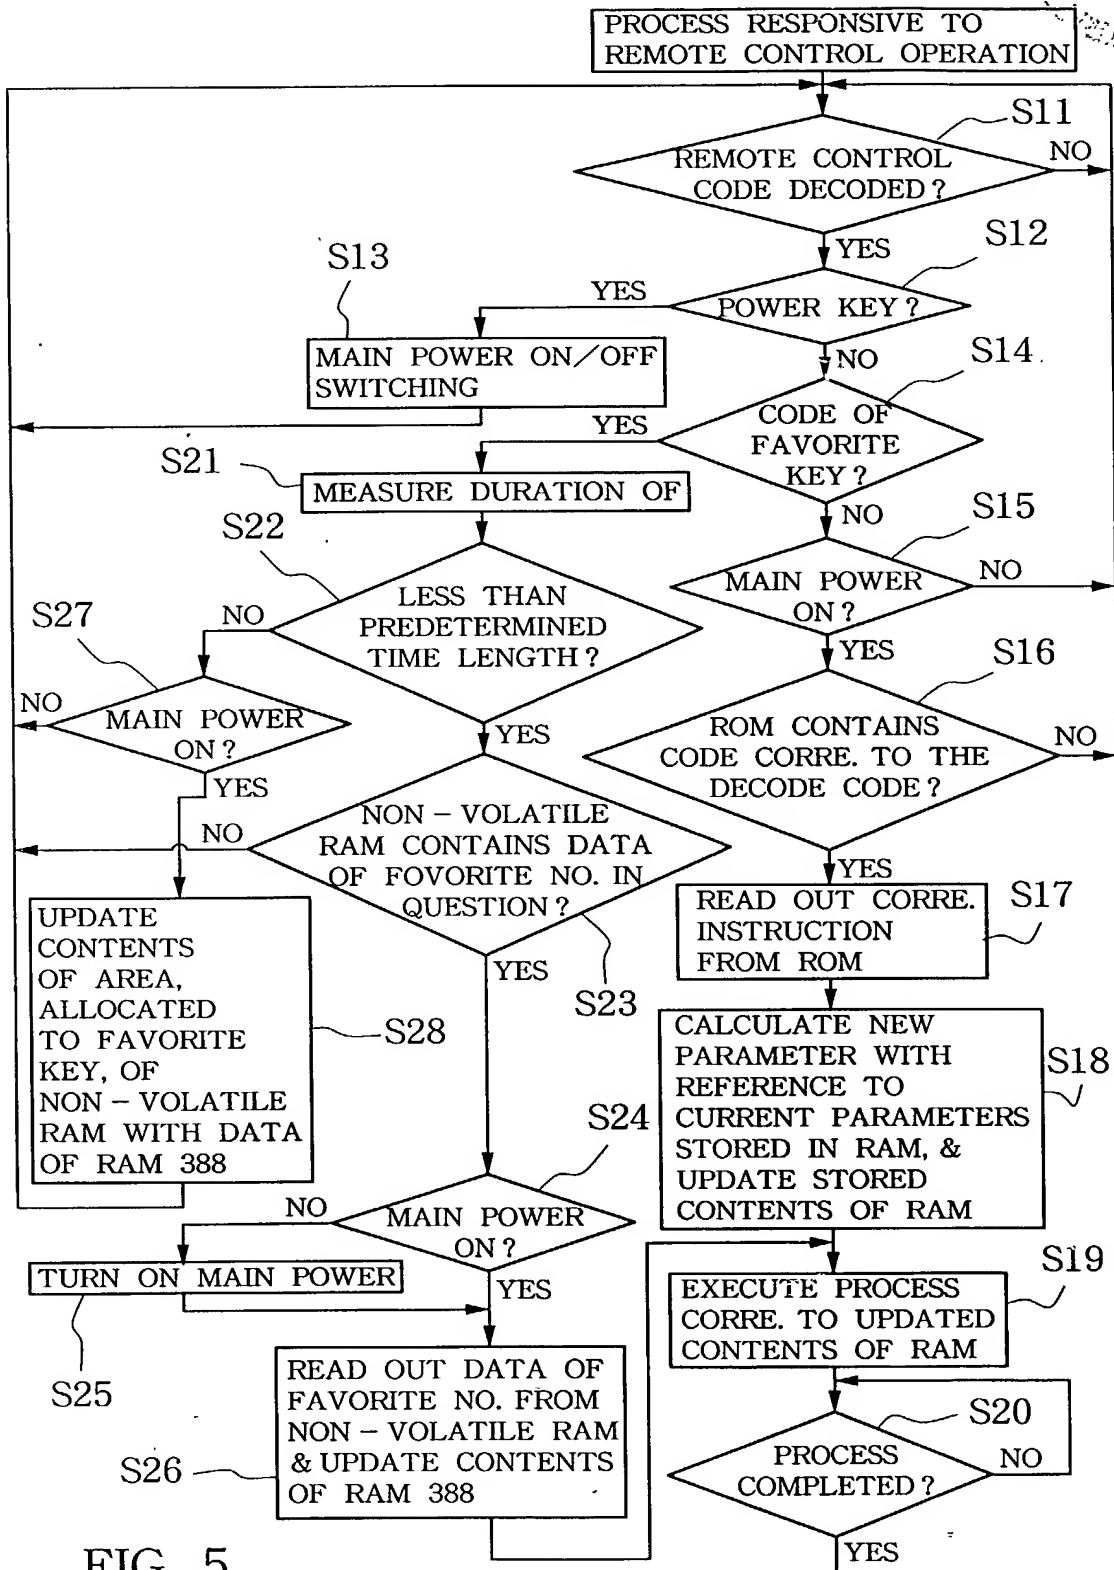 PROCESS RESPONSIVE TO
REMOTE CONTROL OPERATION
S11
REMOTE CONTROL
CODE DECODED?
NO
YES
S12
POWER KEY?
YES
NO
S13
MAIN POWER ON/OFF
SWITCHING
S14
CODE OF
FAVORITE
KEY?
YES
NO
S21
MEASURE DURATION OF
S15
MAIN POWER
ON?
NO
YES
S22
LESS THAN
PREDETERMINED
TIME LENGTH?
NO
YES
S27
MAIN POWER
ON?
NO
YES
S16
ROM CONTAINS
CODE CORRE. TO THE
DECODE CODE?
NO
YES
NON-VOLATILE
RAM CONTAINS DATA
OF FOVORITE NO. IN
QUESTION?
NO
YES
S23
S17
READ OUT CORRE.
INSTRUCTION
FROM ROM
UPDATE
CONTENTS
OF AREA,
ALLOCATED
TO FAVORITE
KEY, OF
NON-VOLATILE
RAM WITH DATA
OF RAM 388
S28
CALCULATE NEW
PARAMETER WITH
REFERENCE TO
CURRENT PARAMETERS
STORED IN RAM, &
UPDATE STORED
CONTENTS OF RAM
S18
S24
MAIN POWER
ON?
NO
YES
TURN ON MAIN POWER
S25
S19
EXECUTE PROCESS
CORRE. TO UPDATED
CONTENTS OF RAM
READ OUT DATA OF
FAVORITE NO. FROM
NON-VOLATILE RAM
& UPDATE CONTENTS
OF RAM 388
S26
S20
PROCESS
COMPLETED?
NO
YES
FIG. 5